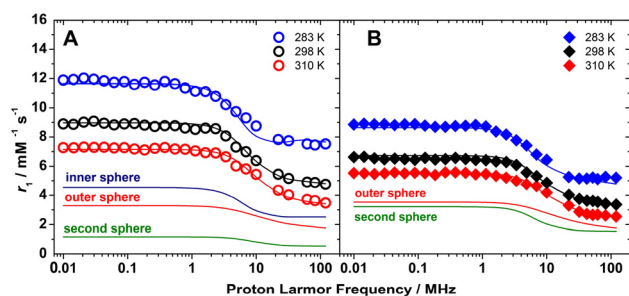 A
283 K
298 K
310 K
B
283 K
298 K
310 K
r₁ / mM⁻¹ s⁻¹
16
14
12
10
8
6
4
2
0
inner sphere
outer sphere
second sphere
outer sphere
second sphere
0.01 0.1 1 10 100 0.01 0.1 1 10 100
Proton Larmor Frequency / MHz